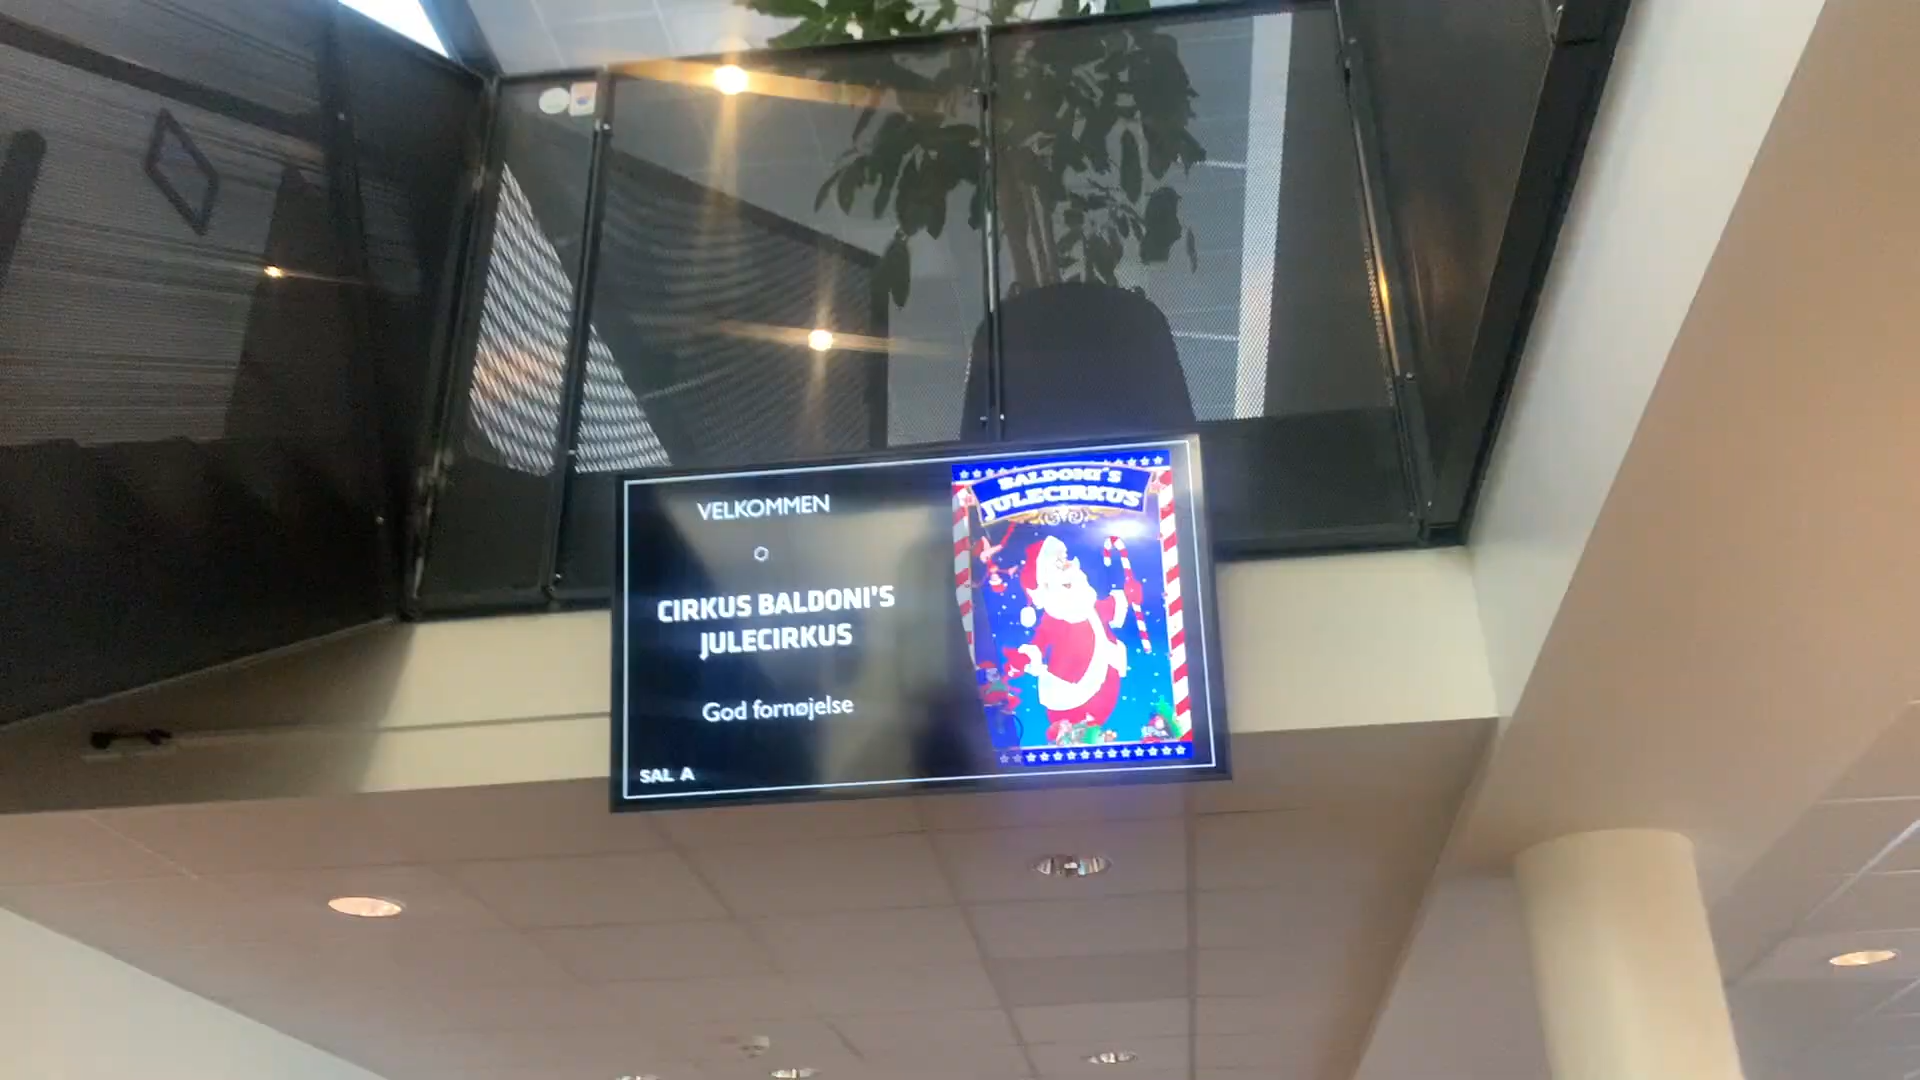 VELKOMMEN
CIRKUS BALDONI'S
JULECIRKUS
God fornøjelse
SAL A
BALDONI'S
JULECIRKUS